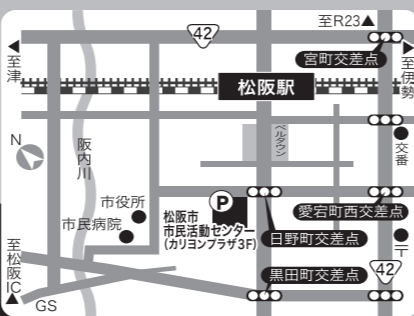 至R23▲
42
宮町交差点
◀至津
▶至伊勢
松阪駅
N
阪内川
ベルタウン
交番
P
市役所
市民病院
松阪市
市民活動センター
(カリヨンプラザ3F)
愛宕町西交差点
日野町交差点
〒
至松阪IC▲
黒田町交差点
42
GS